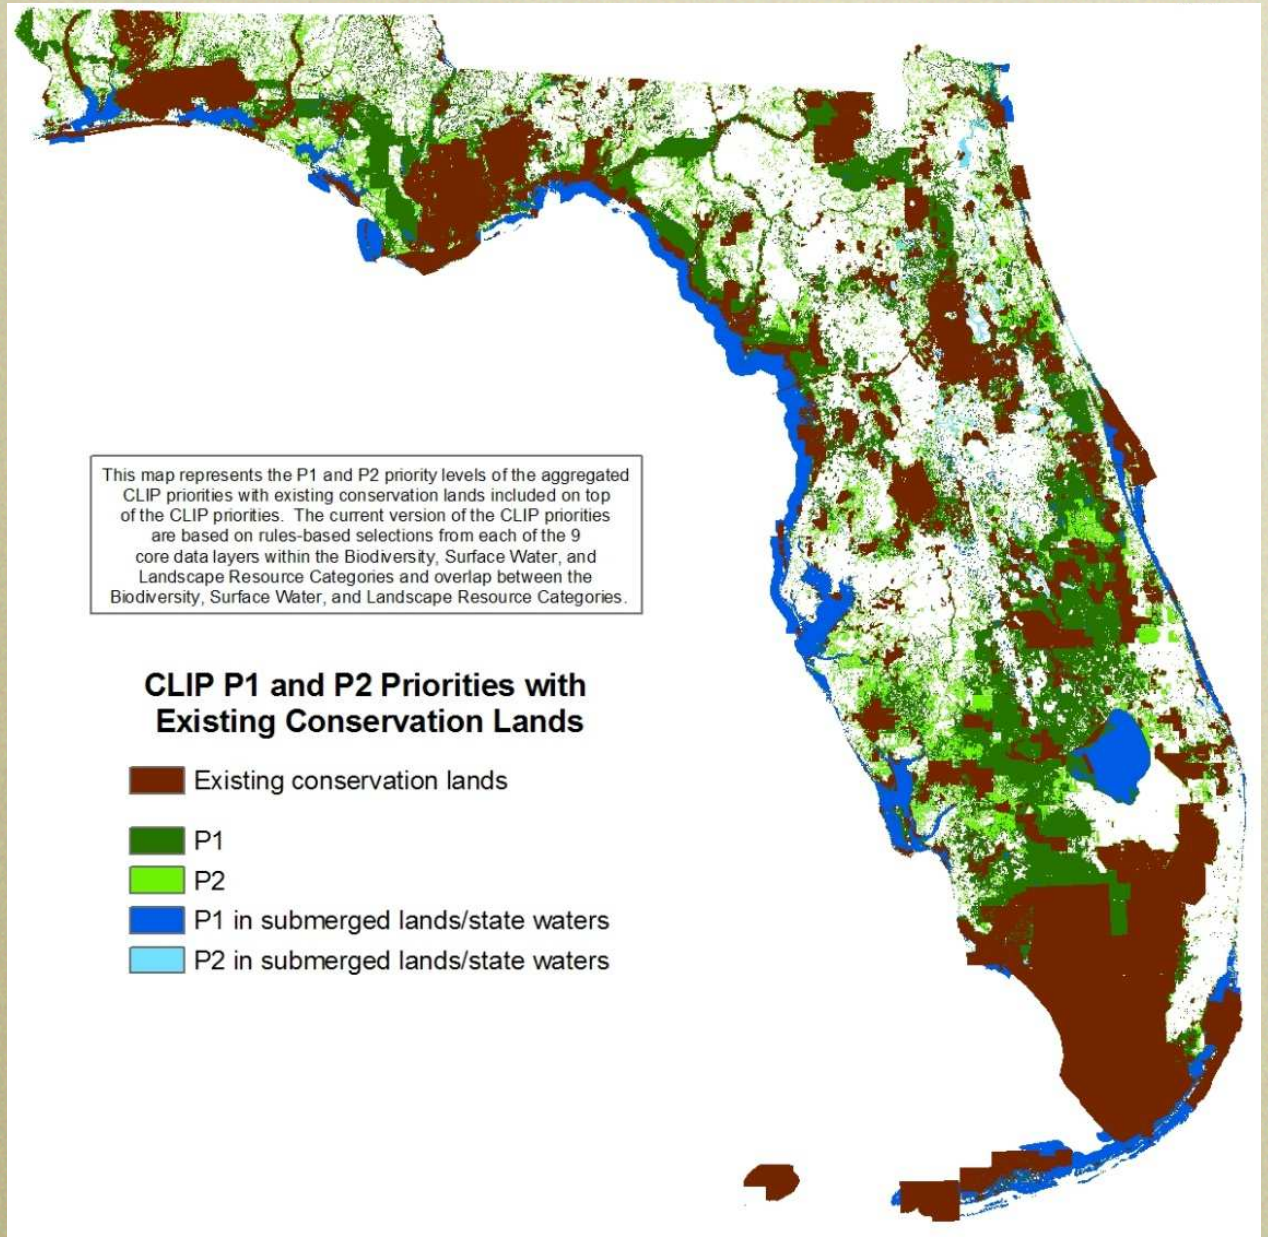 This map represents the P1 and P2 priority levels of the aggregated
CLIP priorities with existing conservation lands included on top
of the CLIP priorities. The current version of the CLIP priorities
are based on rules-based selections from each of the 9
core data layers within the Biodiversity, Surface Water, and
Landscape Resource Categories and overlap between the
Biodiversity, Surface Water, and Landscape Resource Categories.
CLIP P1 and P2 Priorities with
Existing Conservation Lands
Existing conservation lands
P1
P2
P1 in submerged lands/state waters
P2 in submerged lands/state waters